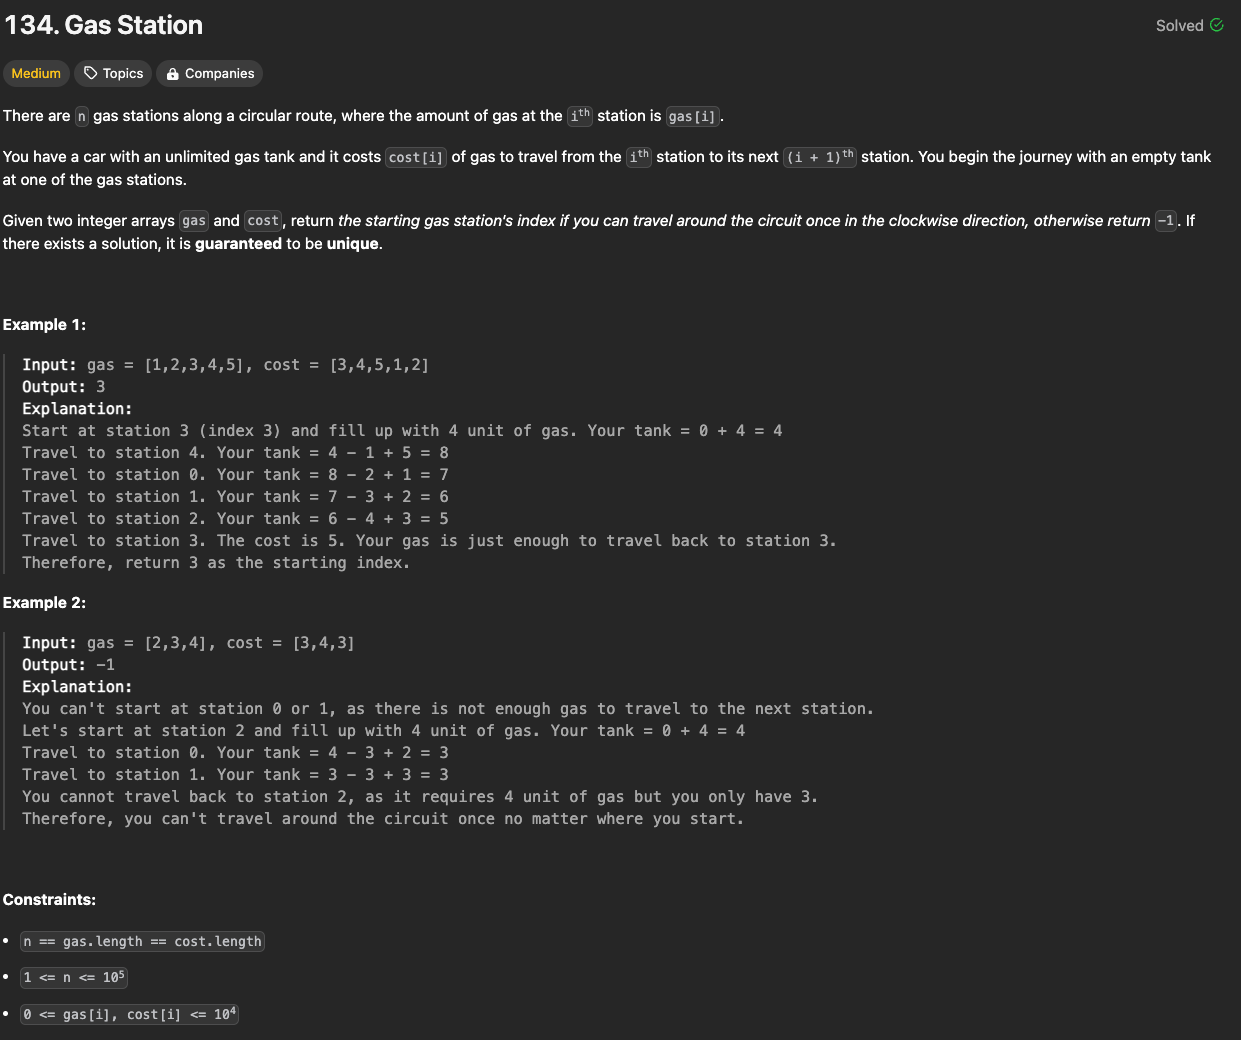 134. Gas Station
Solved
Medium
Topics
Companies
There are n gas stations along a circular route, where the amount of gas at the ith station is gas[i].
You have a car with an unlimited gas tank and it costs cost[i] of gas to travel from the ith station to its next (i + 1)th station. You begin the journey with an empty tank
at one of the gas stations.
Given two integer arrays gas and cost, return the starting gas station's index if you can travel around the circuit once in the clockwise direction, otherwise return -1. If
there exists a solution, it is guaranteed to be unique.
Example 1:
Input: gas = [1,2,3,4,5], cost = [3,4,5,1,2]
Output: 3
Explanation:
Start at station 3 (index 3) and fill up with 4 unit of gas. Your tank = 0 + 4 = 4
Travel to station 4. Your tank = 4 - 1 + 5 = 8
Travel to station 0. Your tank = 8 - 2 + 1 = 7
Travel to station 1. Your tank = 7 - 3 + 2 = 6
Travel to station 2. Your tank = 6 - 4 + 3 = 5
Travel to station 3. The cost is 5. Your gas is just enough to travel back to station 3.
Therefore, return 3 as the starting index.
Example 2:
Input: gas = [2,3,4], cost = [3,4,3]
Output: -1
Explanation:
You can't start at station 0 or 1, as there is not enough gas to travel to the next station.
Let's start at station 2 and fill up with 4 unit of gas. Your tank = 0 + 4 = 4
Travel to station 0. Your tank = 4 - 3 + 2 = 3
Travel to station 1. Your tank = 3 - 3 + 3 = 3
You cannot travel back to station 2, as it requires 4 unit of gas but you only have 3.
Therefore, you can't travel around the circuit once no matter where you start.
Constraints:
• n == gas.length == cost.length
• 1 <= n <= 10⁵
• 0 <= gas[i], cost[i] <= 10⁴